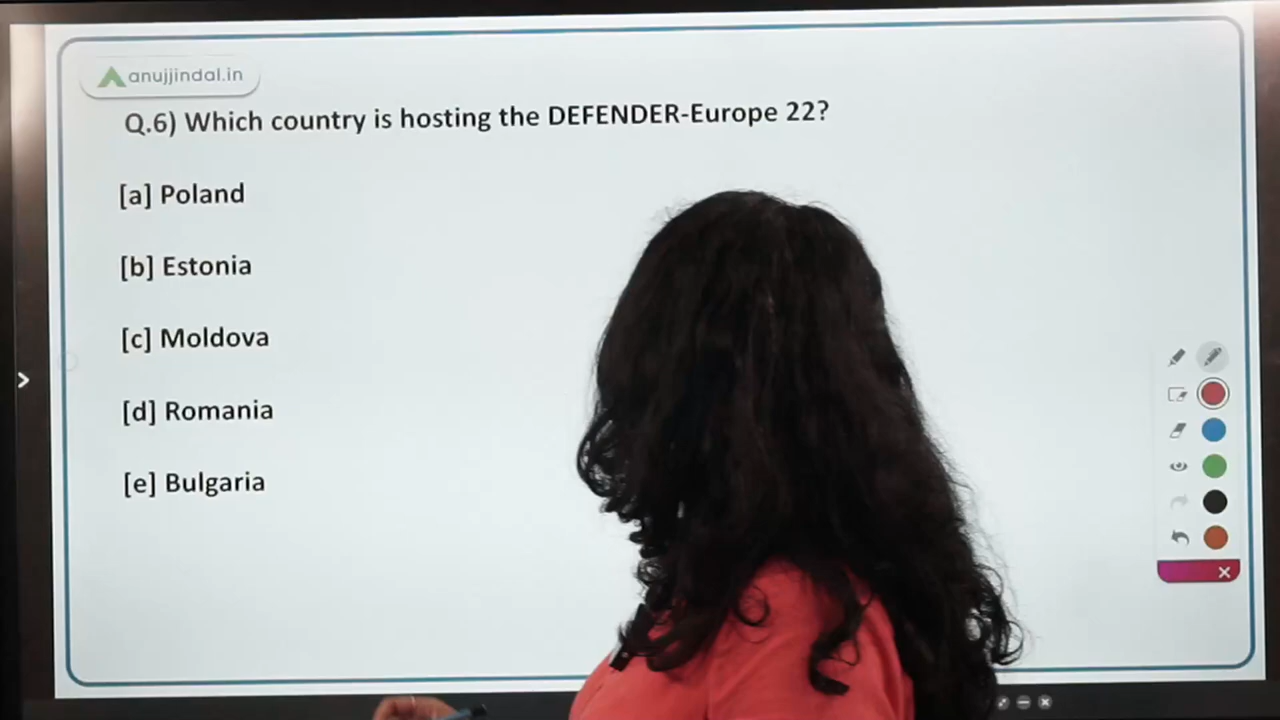 anujjindal.in
Q.6) Which country is hosting the DEFENDER-Europe 22?
[a] Poland
[b] Estonia
[c] Moldova
[d] Romania
[e] Bulgaria